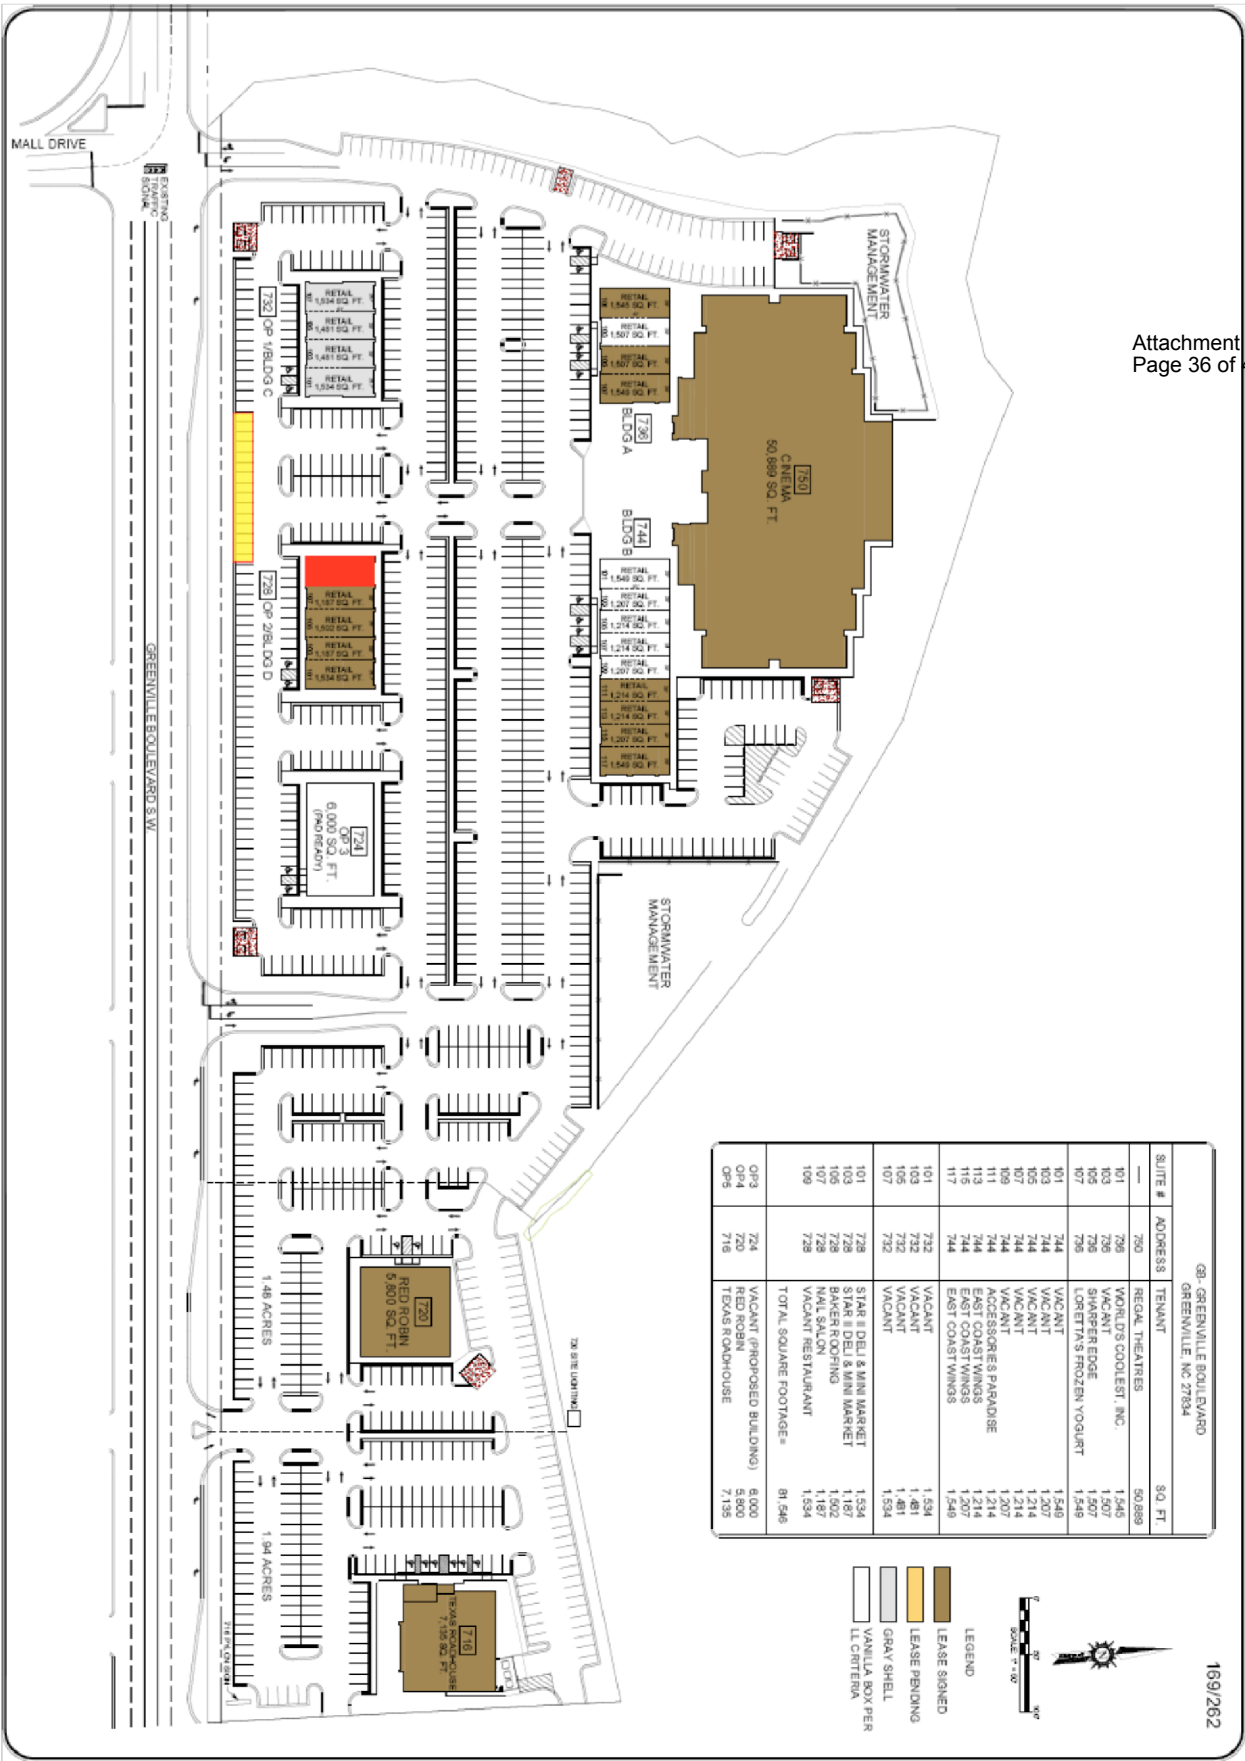 169/262
Attachment
Page 36 of
MALL DRIVE
EXISTING
TRAFFIC
SIGNAL
GREENVILLE BOULEVARD S.W.
STORMWATER
MANAGEMENT
750
CINEMA
50,889 SQ. FT.
736
BLDG A
RETAIL
1,545 SQ. FT.
RETAIL
1,507 SQ. FT.
RETAIL
1,507 SQ. FT.
RETAIL
1,549 SQ. FT.
744
BLDG B
RETAIL
1,549 SQ. FT.
RETAIL
1,207 SQ. FT.
RETAIL
1,214 SQ. FT.
RETAIL
1,214 SQ. FT.
RETAIL
1,207 SQ. FT.
RETAIL
1,214 SQ. FT.
RETAIL
1,214 SQ. FT.
RETAIL
1,207 SQ. FT.
RETAIL
1,549 SQ. FT.
732 OP 1/BLDG C
RETAIL
1,534 SQ. FT.
RETAIL
1,481 SQ. FT.
RETAIL
1,481 SQ. FT.
RETAIL
1,534 SQ. FT.
728 OP 2/BLDG D
RETAIL
1,187 SQ. FT.
RETAIL
1,502 SQ. FT.
RETAIL
1,187 SQ. FT.
RETAIL
1,534 SQ. FT.
724
OP 3
6,000 SQ. FT.
(PAD READY)
STORMWATER
MANAGEMENT
720
RED ROBIN
5,800 SQ. FT.
1.48 ACRES
720 SITE LIGHTING
716
TEXAS ROADHOUSE
7,135 SQ. FT.
1.94 ACRES
716 PYLON SIGN
GB- GREENVILLE BOULEVARD
GREENVILLE, NC 27834
SUITE # ADDRESS TENANT SQ. FT.
--- 750 REGAL THEATRES 50,889
101 736 WORLD'S COOLEST, INC. 1,545
103 736 VACANT 1,507
105 736 SHARPER EDGE 1,507
107 736 LORETTA'S FROZEN YOGURT 1,549
101 744 VACANT 1,549
103 744 VACANT 1,207
105 744 VACANT 1,214
107 744 VACANT 1,214
109 744 VACANT 1,207
111 744 ACCESSORIES PARADISE 1,214
113 744 EAST COAST WINGS 1,214
115 744 EAST COAST WINGS 1,207
117 744 EAST COAST WINGS 1,549
101 732 VACANT 1,534
103 732 VACANT 1,481
105 732 VACANT 1,481
107 732 VACANT 1,534
101 728 STAR II DELI & MINI MARKET 1,534
103 728 STAR II DELI & MINI MARKET 1,187
105 728 BAKER ROOFING 1,502
107 728 NAIL SALON 1,187
109 728 VACANT RESTAURANT 1,534
TOTAL SQUARE FOOTAGE= 81,546
OP3 724 VACANT (PROPOSED BUILDING) 6,000
OP4 720 RED ROBIN 5,800
OP5 716 TEXAS ROADHOUSE 7,135
LEGEND
LEASE SIGNED
LEASE PENDING
GRAY SHELL
VANILLA BOX PER
LL CRITERIA
N